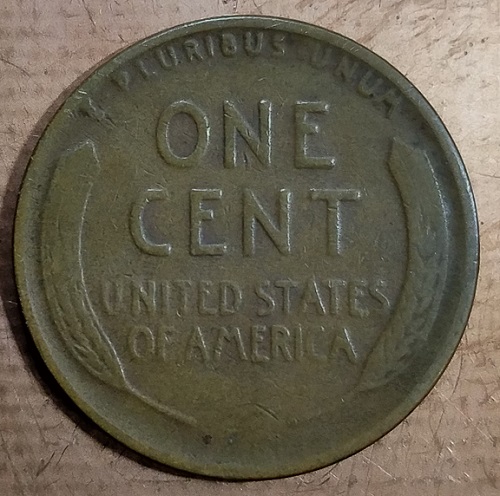 PLURIBUS UNUM
ONE
CENT
UNITED STATES
OF AMERICA